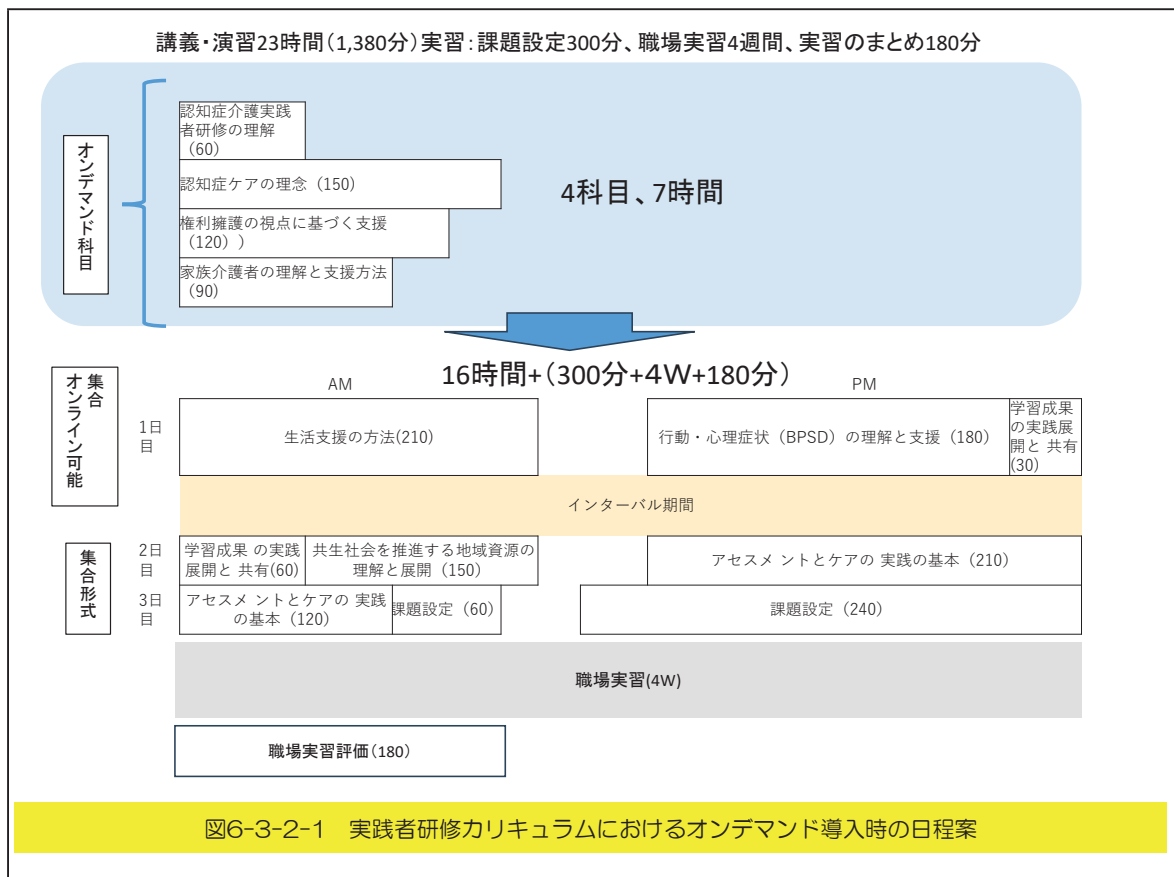 講義・演習23時間（1,380分）実習：課題設定300分、職場実習4週間、実習のまとめ180分
オンデマンド科目
認知症介護実践
者研修の理解
（60）
認知症ケアの理念（150）
権利擁護の視点に基づく支援
（120））
家族介護者の理解と支援方法
（90）
4科目、7時間
16時間+（300分+4W+180分）
AM
PM
集合
オンライン可能
1日
目
生活支援の方法(210)
行動・心理症状（BPSD）の理解と支援（180）
学習成果
の実践展
開と 共有
(30)
インターバル期間
集合形式
2日
目
学習成果 の実践
展開と 共有(60)
共生社会を推進する地域資源の
理解と展開（150）
アセスメ ントとケアの 実践の基本（210）
3日
目
アセスメ ントとケアの 実践
の基本（120）
課題設定（60）
課題設定（240）
職場実習(4W)
職場実習評価（180）
図6-3-2-1 実践者研修カリキュラムにおけるオンデマンド導入時の日程案